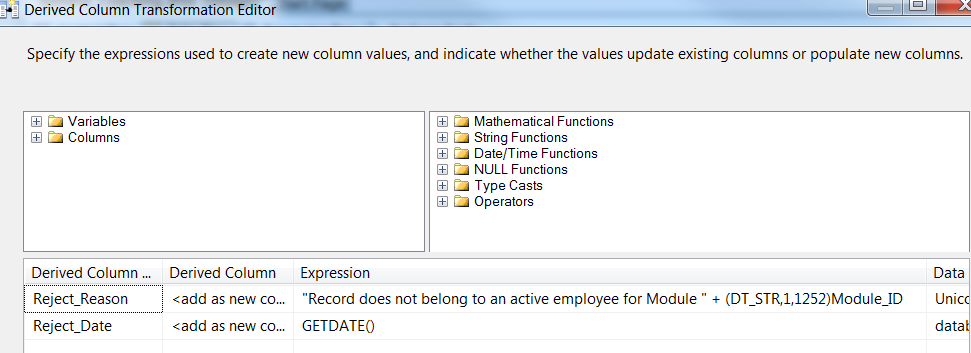 Derived Column Transformation Editor
Specify the expressions used to create new column values, and indicate whether the values update existing columns or populate new columns.
Variables
Columns
Mathematical Functions
String Functions
Date/Time Functions
NULL Functions
Type Casts
Operators
Derived Column ... Derived Column Expression Data
Reject_Reason <add as new co... "Record does not belong to an active employee for Module " + (DT_STR,1,1252)Module_ID Unico
Reject_Date <add as new co... GETDATE() datab